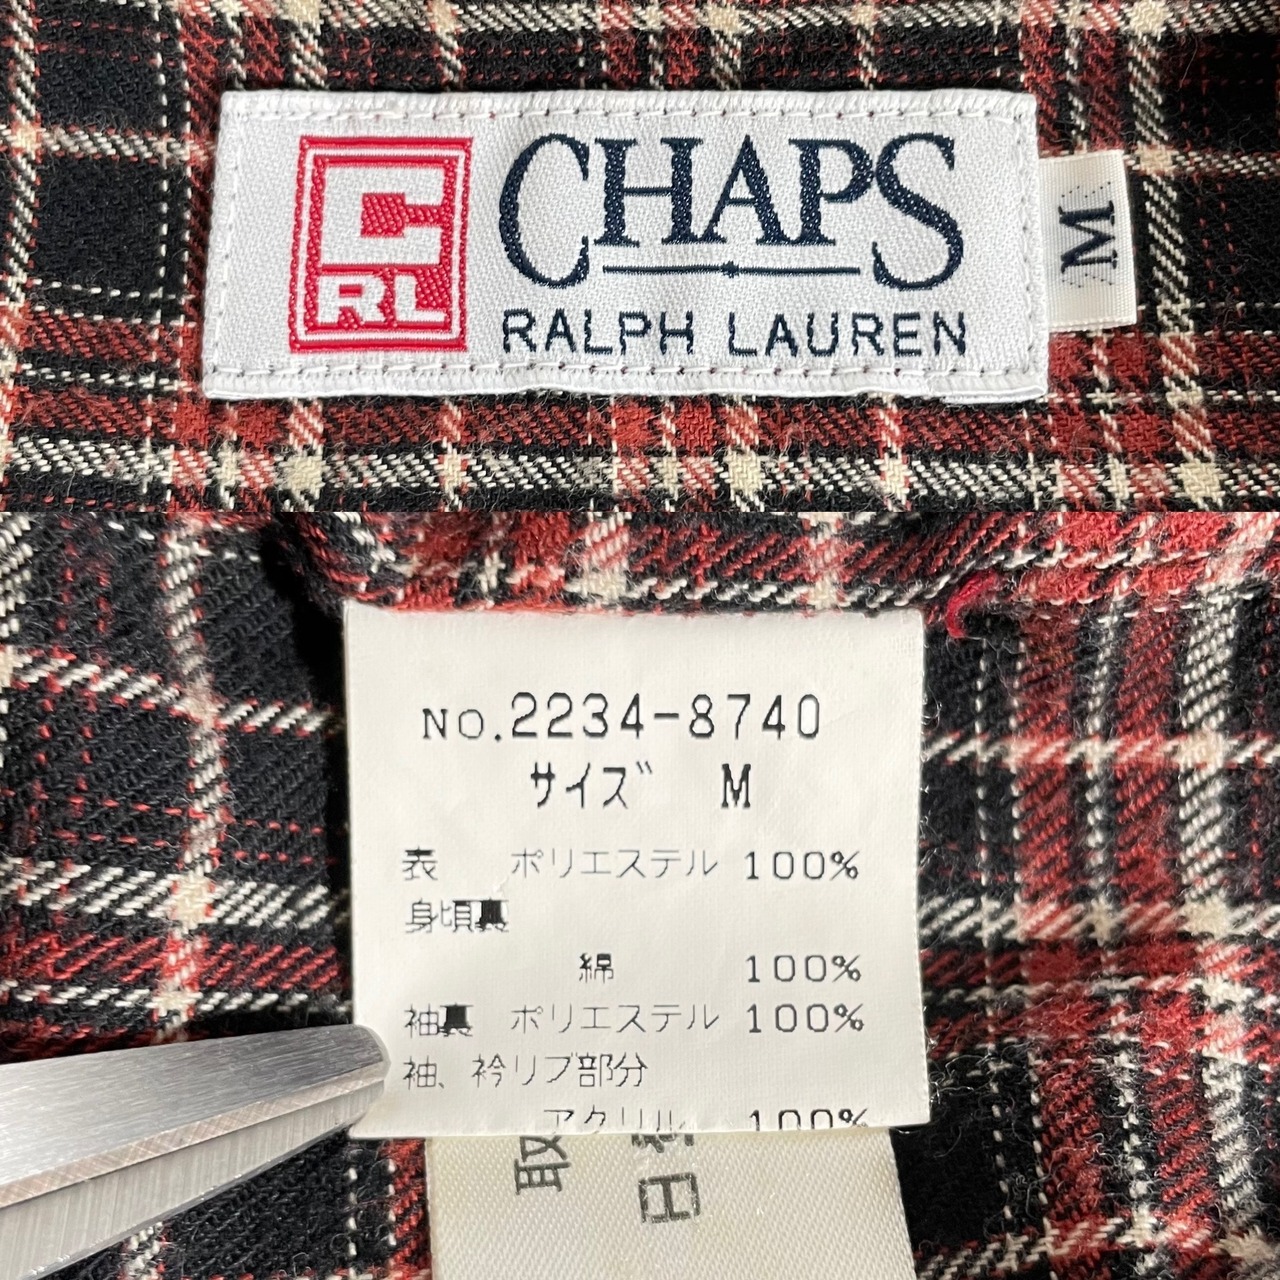 C
RL
CHAPS
RALPH LAUREN
M
NO.2234-8740
サイズ M
表 ポリエステル 100%
身頃裏
綿 100%
袖裏 ポリエステル 100%
袖、衿リブ部分
アクリル 100%
取
日